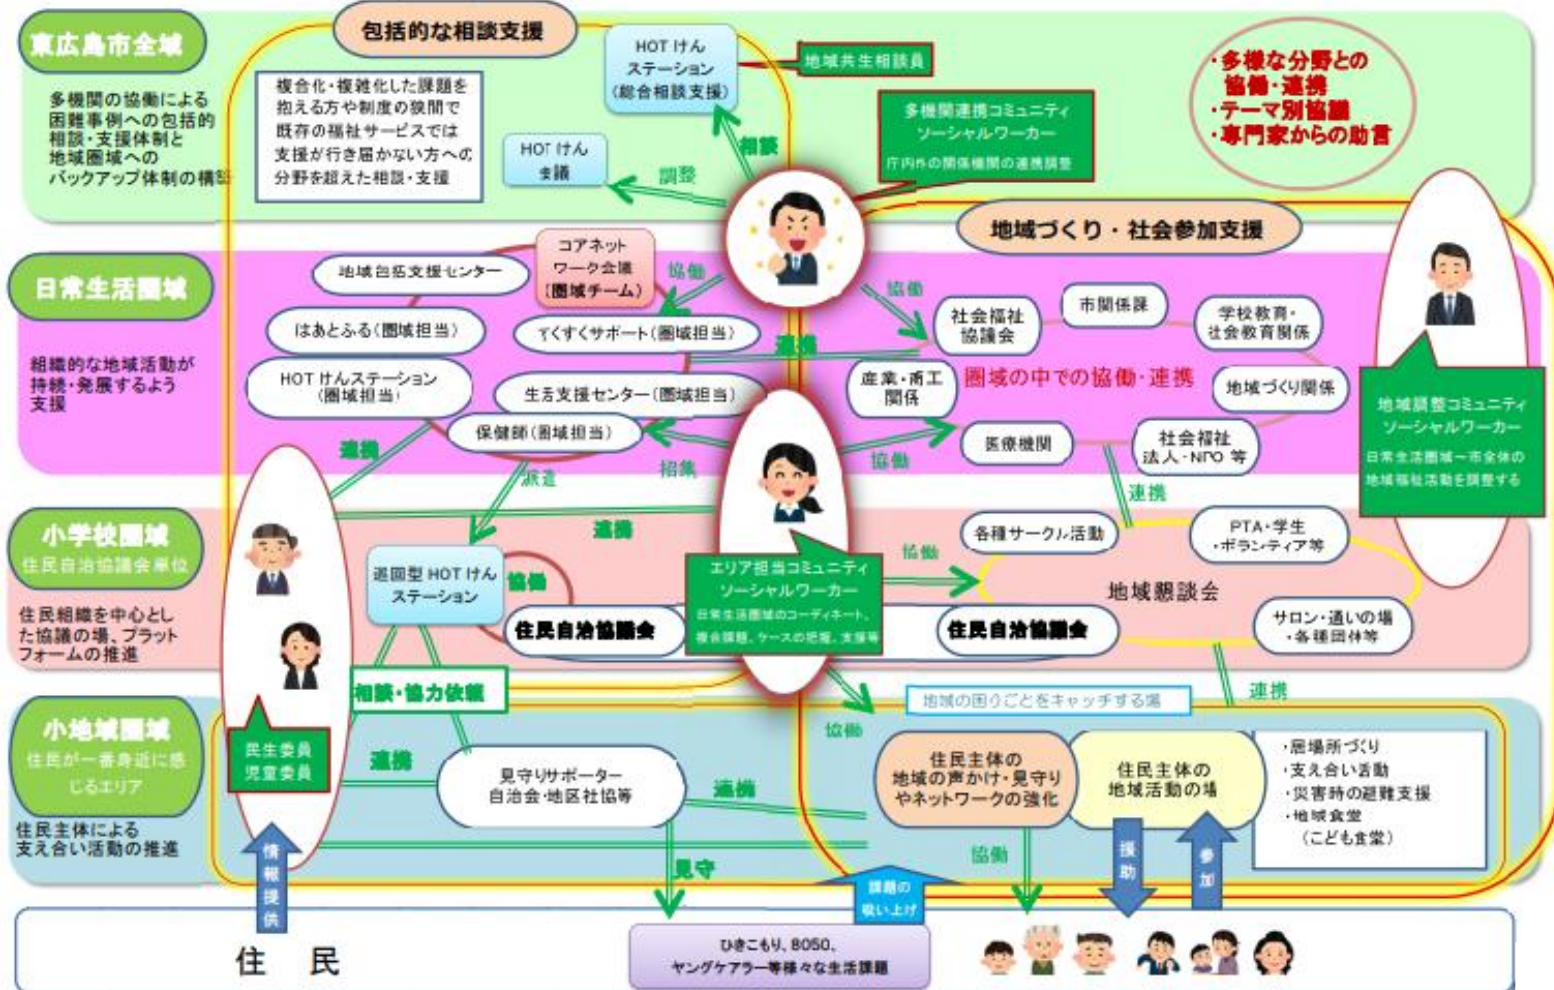 東広島市全域
多機関の協働による
困難事例への包括的
相談・支援体制と
地域圏域への
バックアップ体制の構築
包括的な相談支援
複合化・複雑化した課題を
抱える方や制度の狭間で
既存の福祉サービスでは
支援が行き届かない方への
分野を超えた相談・支援
HOT けん
ステーション
(総合相談支援)
地域共生相談員
HOT けん
会議
相談
調整
多機関連携コミュニティ
ソーシャルワーカー
庁内外の関係機関の連携調整
・多様な分野との
協働・連携
・テーマ別協議
・専門家からの助言
地域づくり・社会参加支援
日常生活圏域
組織的な地域活動が
持続・発展するよう
支援
コアネット
ワーク会議
(圏域チーム)
地域包括支援センター
はあとふる(圏域担当)
すくすくサポート(圏域担当)
HOT けんステーション
(圏域担当)
生活支援センター(圏域担当)
保健師(圏域担当)
協働
協働
連携
社会福祉
協議会
市関係課
学校教育・
社会教育関係
産業・商工
関係
圏域の中での協働・連携
地域づくり関係
医療機関
社会福祉
法人・NPO 等
地域調整コミュニティ
ソーシャルワーカー
日常生活圏域~市全体の
地域福祉活動を調整する
連携
派遣
招集
協働
連携
小学校圏域
住民自治協議会単位
住民組織を中心とし
た協議の場、プラット
フォームの推進
連携
巡回型 HOT けん
ステーション
協働
住民自治協議会
エリア担当コミュニティ
ソーシャルワーカー
日常生活圏域のコーディネート、
複合課題、ケースの把握、支援等
協働
各種サークル活動
PTA・学生
・ボランティア等
地域懇談会
住民自治協議会
サロン・通いの場
・各種団体等
相談・協力依頼
連携
小地域圏域
住民が一番身近に感
じるエリア
住民主体による
支え合い活動の推進
民生委員
児童委員
連携
見守りサポーター
自治会・地区社協等
連携
協働
地域の困りごとをキャッチする場
住民主体の
地域の声かけ・見守り
やネットワークの強化
住民主体の
地域活動の場
・居場所づくり
・支え合い活動
・災害時の避難支援
・地域食堂
(こども食堂)
情報提供
見守
協働
援助
参加
課題の
吸い上げ
住 民
ひきこもり、8050、
ヤングケアラー等様々な生活課題